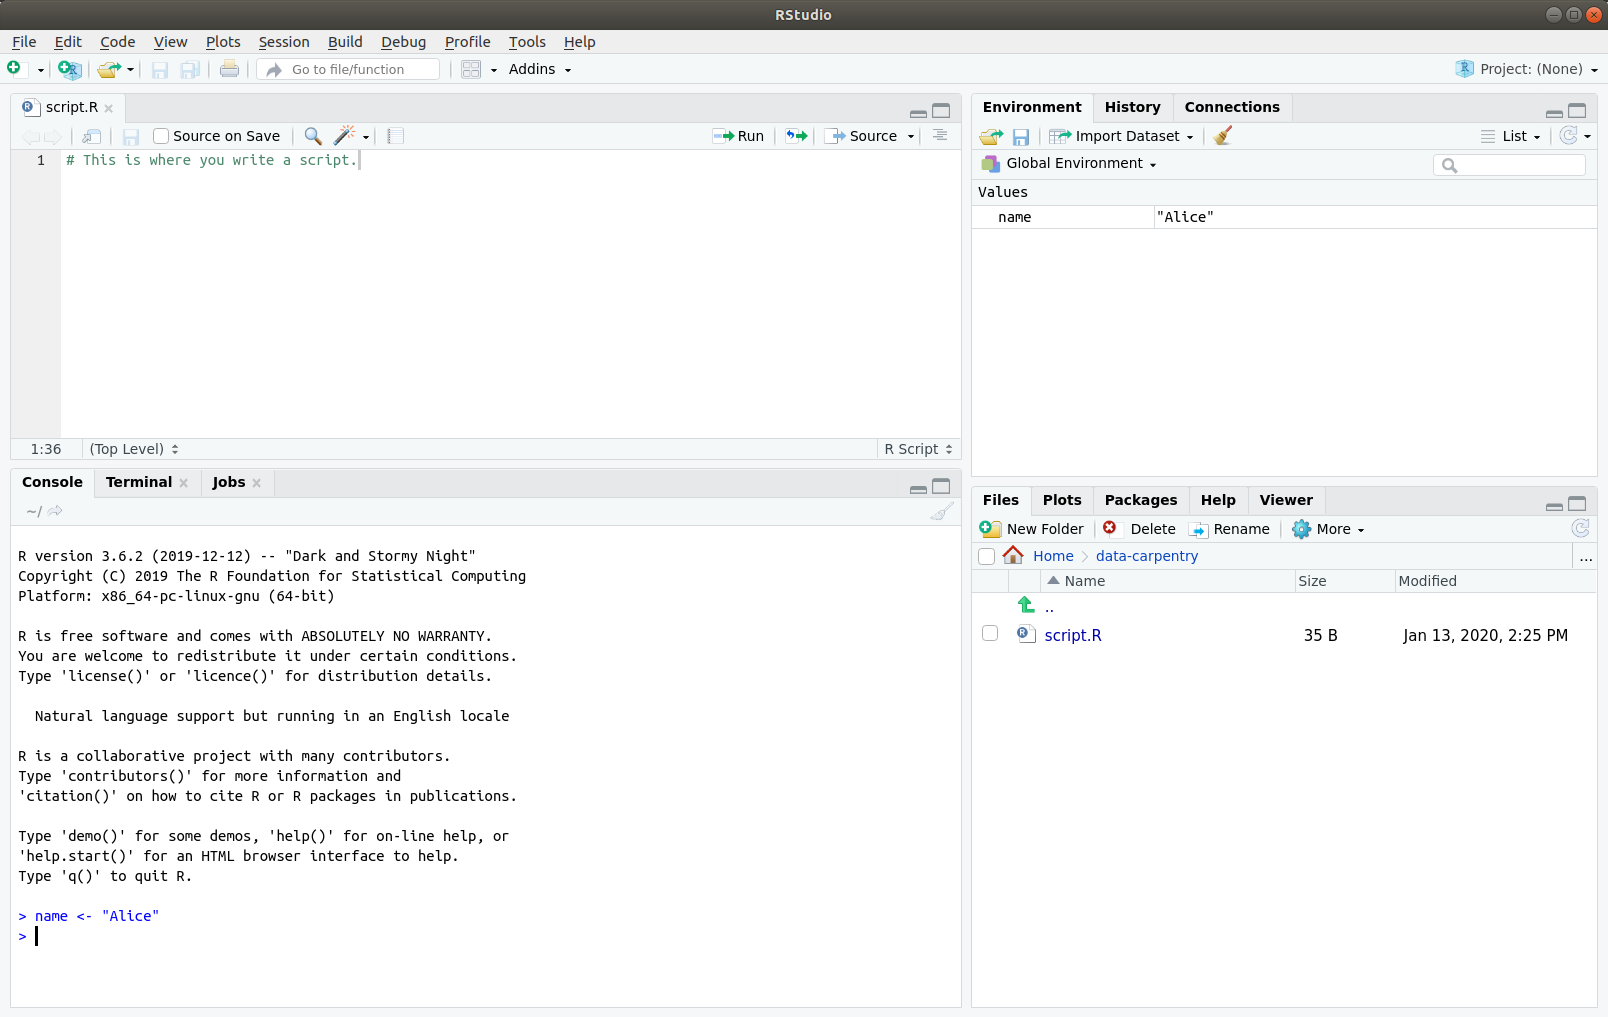 RStudio
File Edit Code View Plots Session Build Debug Profile Tools Help
Go to file/function Addins Project: (None)
script.R
Source on Save Run Source
1 # This is where you write a script.
1:36 (Top Level) R Script
Console Terminal Jobs
~/
R version 3.6.2 (2019-12-12) -- "Dark and Stormy Night"
Copyright (C) 2019 The R Foundation for Statistical Computing
Platform: x86_64-pc-linux-gnu (64-bit)
R is free software and comes with ABSOLUTELY NO WARRANTY.
You are welcome to redistribute it under certain conditions.
Type 'license()' or 'licence()' for distribution details.
Natural language support but running in an English locale
R is a collaborative project with many contributors.
Type 'contributors()' for more information and
'citation()' on how to cite R or R packages in publications.
Type 'demo()' for some demos, 'help()' for on-line help, or
'help.start()' for an HTML browser interface to help.
Type 'q()' to quit R.
> name <- "Alice"
>
Environment History Connections
Import Dataset List
Global Environment
Values
name "Alice"
Files Plots Packages Help Viewer
New Folder Delete Rename More
Home data-carpentry ...
Name Size Modified
..
script.R 35 B Jan 13, 2020, 2:25 PM